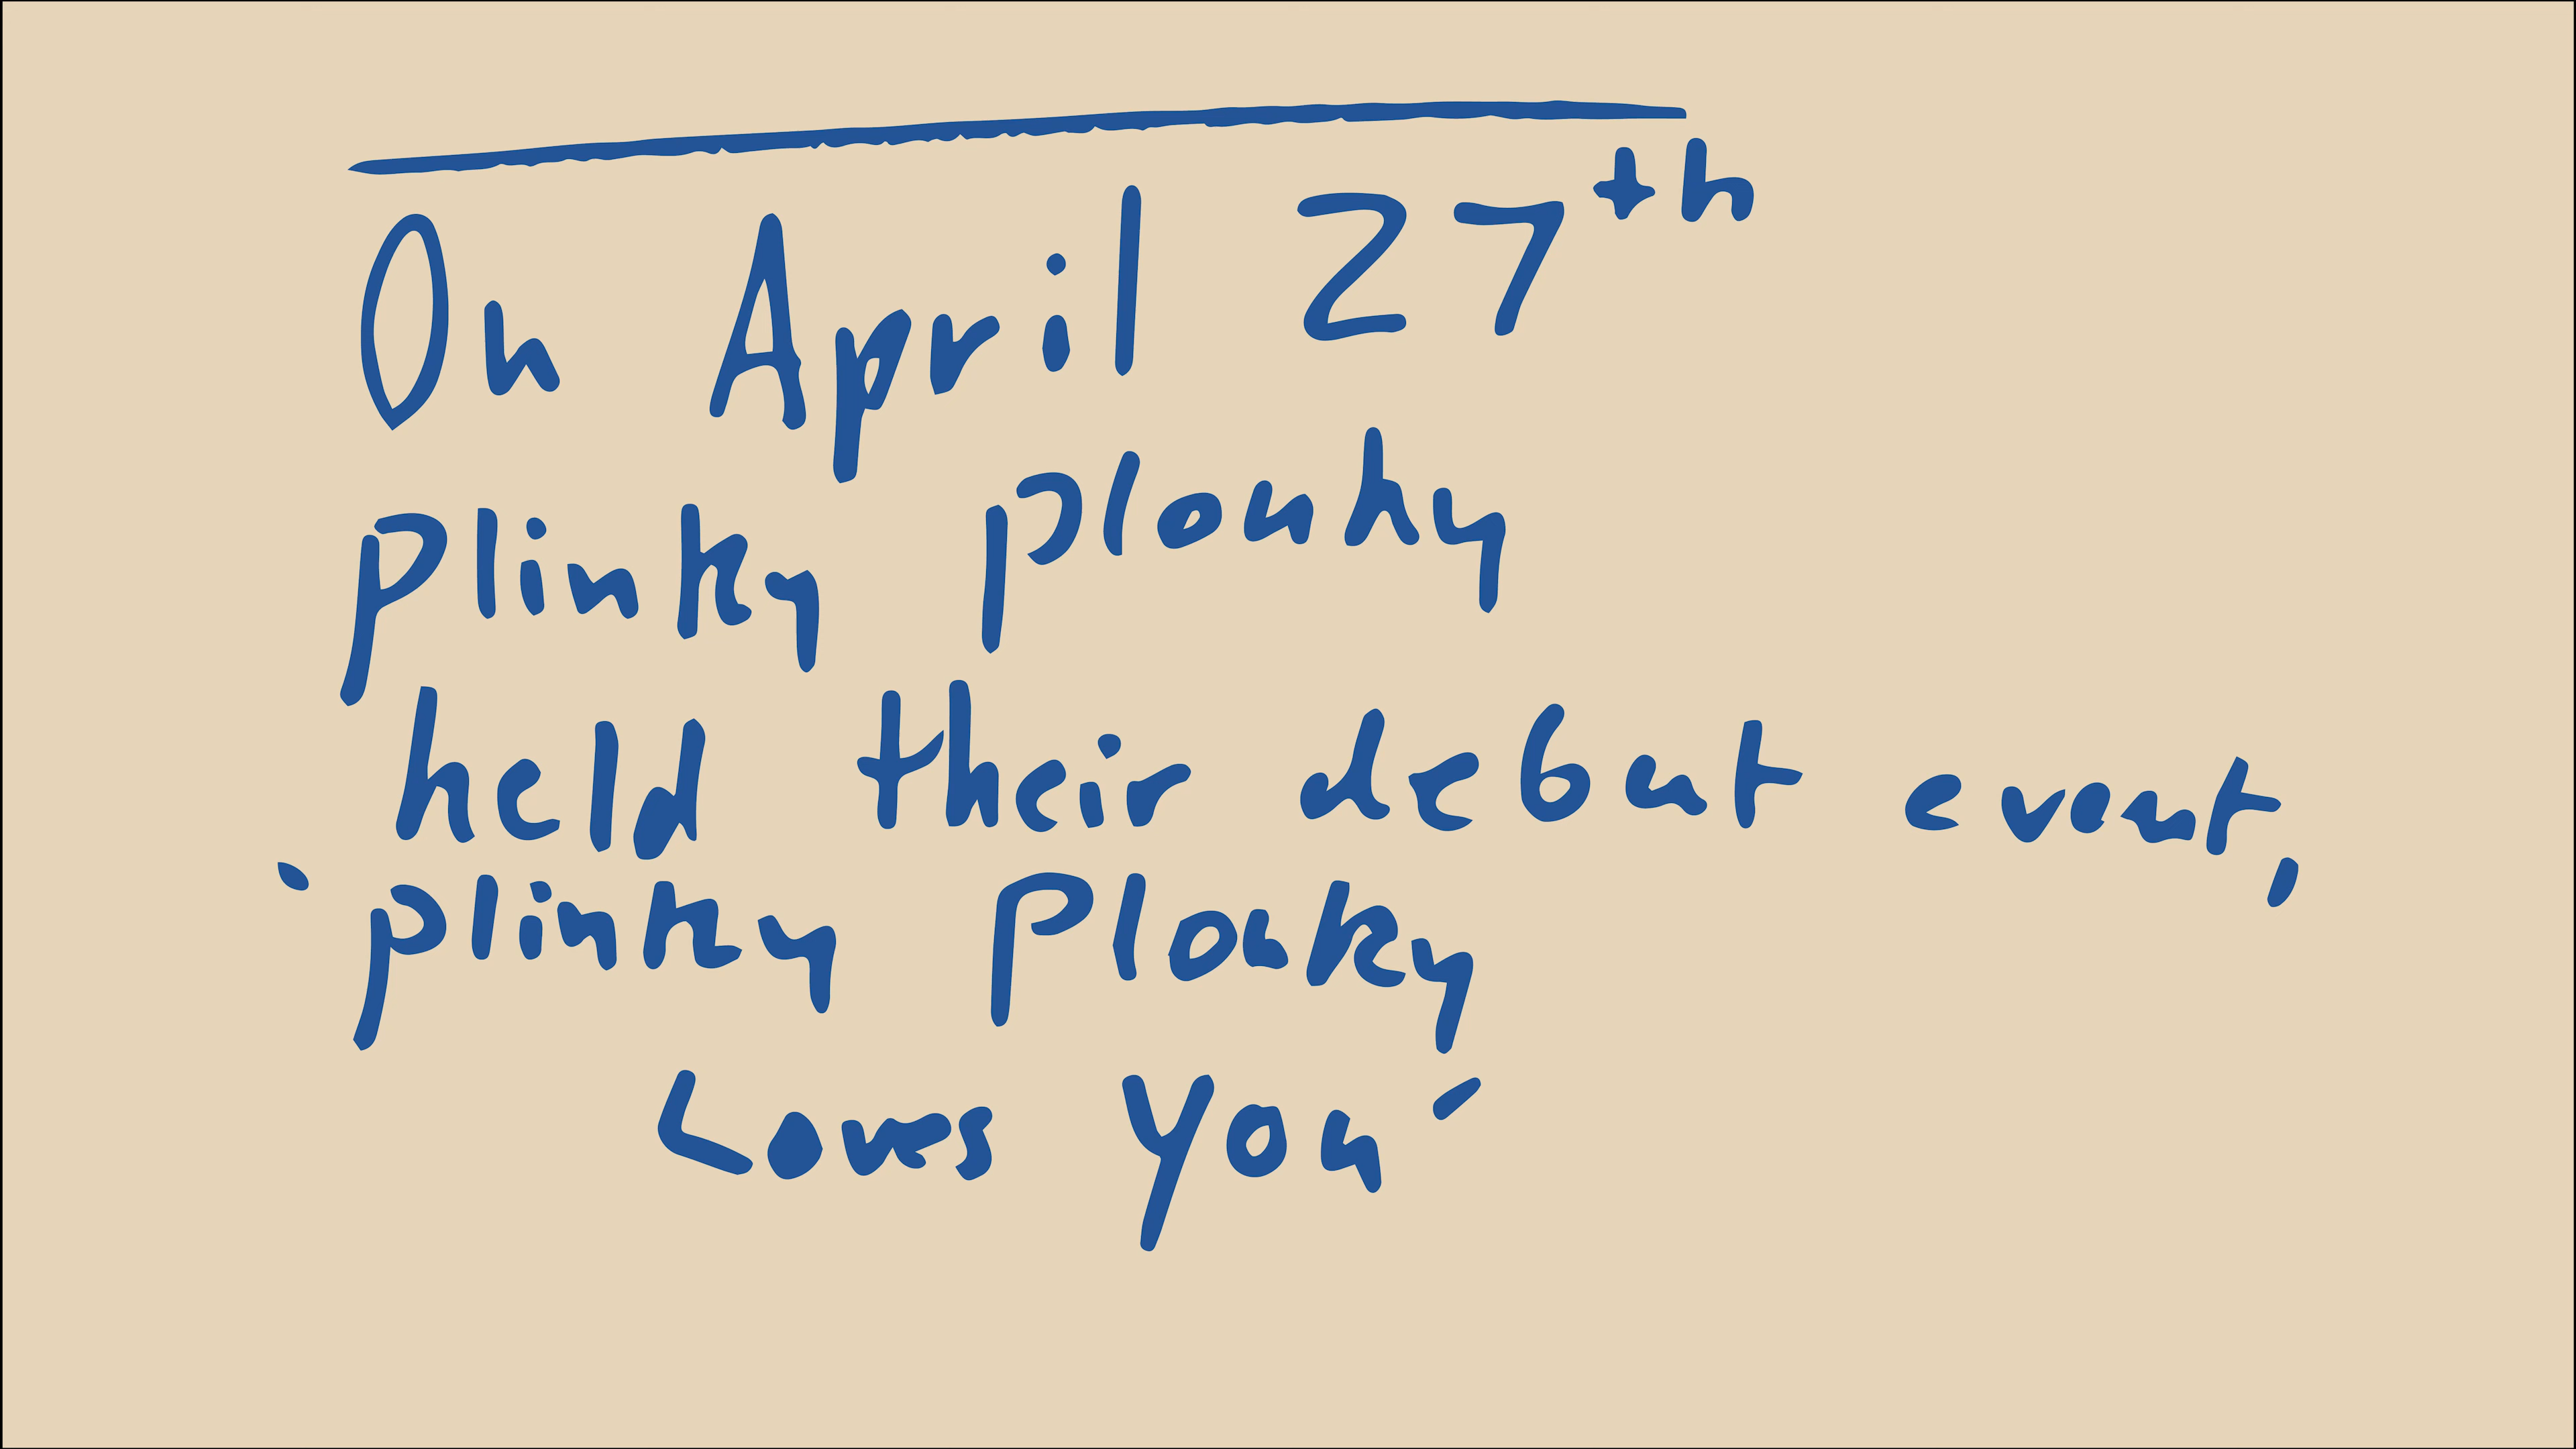 On April 27th
plinky plonky
held their debut event,
'plinky Plonky
Loves You'